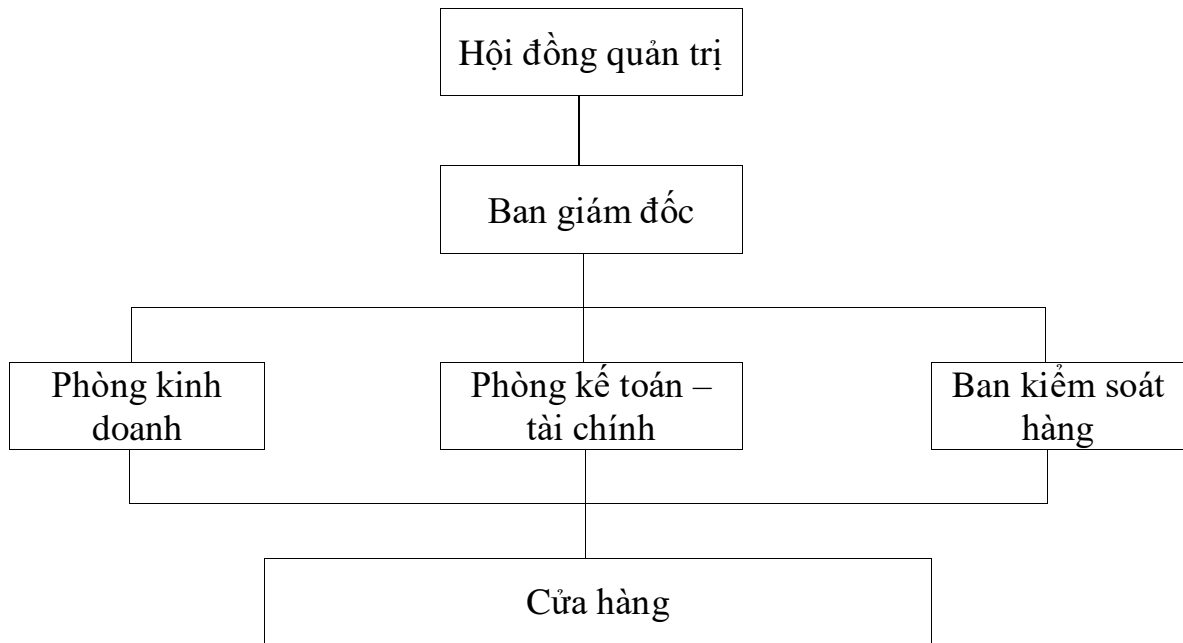 Hội đồng quản trị
Ban giám đốc
Phòng kinh
doanh
Phòng kế toán –
tài chính
Ban kiểm soát
hàng
Cửa hàng